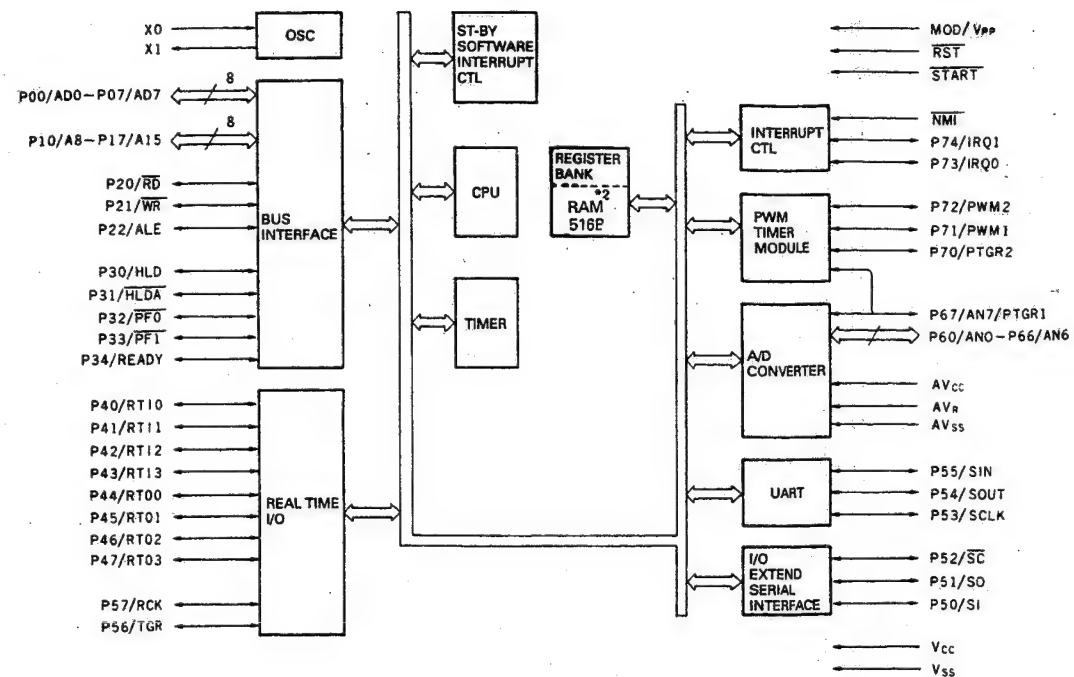 X0
X1
OSC
P00/AD0~P07/AD7
8
P10/A8~P17/A15
8
P20/RD
P21/WR
P22/ALE
P30/HLD
P31/HLDA
P32/PF0
P33/PF1
P34/READY
BUS
INTERFACE
P40/RTI0
P41/RTI1
P42/RTI2
P43/RTI3
P44/RT00
P45/RT01
P46/RT02
P47/RT03
P57/RCK
P56/TGR
REAL TIME
I/O
ST-BY
SOFTWARE
INTERRUPT
CTL
CPU
TIMER
REGISTER
BANK
*2
RAM
516B
INTERRUPT
CTL
PWM
TIMER
MODULE
A/D
CONVERTER
UART
I/O
EXTEND
SERIAL
INTERFACE
MOD/VPP
RST
START
NMI
P74/IRQ1
P73/IRQ0
P72/PWM2
P71/PWM1
P70/PTGR2
P67/AN7/PTGR1
P60/AN0~P66/AN6
AVCC
AVR
AVSS
P55/SIN
P54/SOUT
P53/SCLK
P52/SC
P51/SO
P50/SI
VCC
VSS